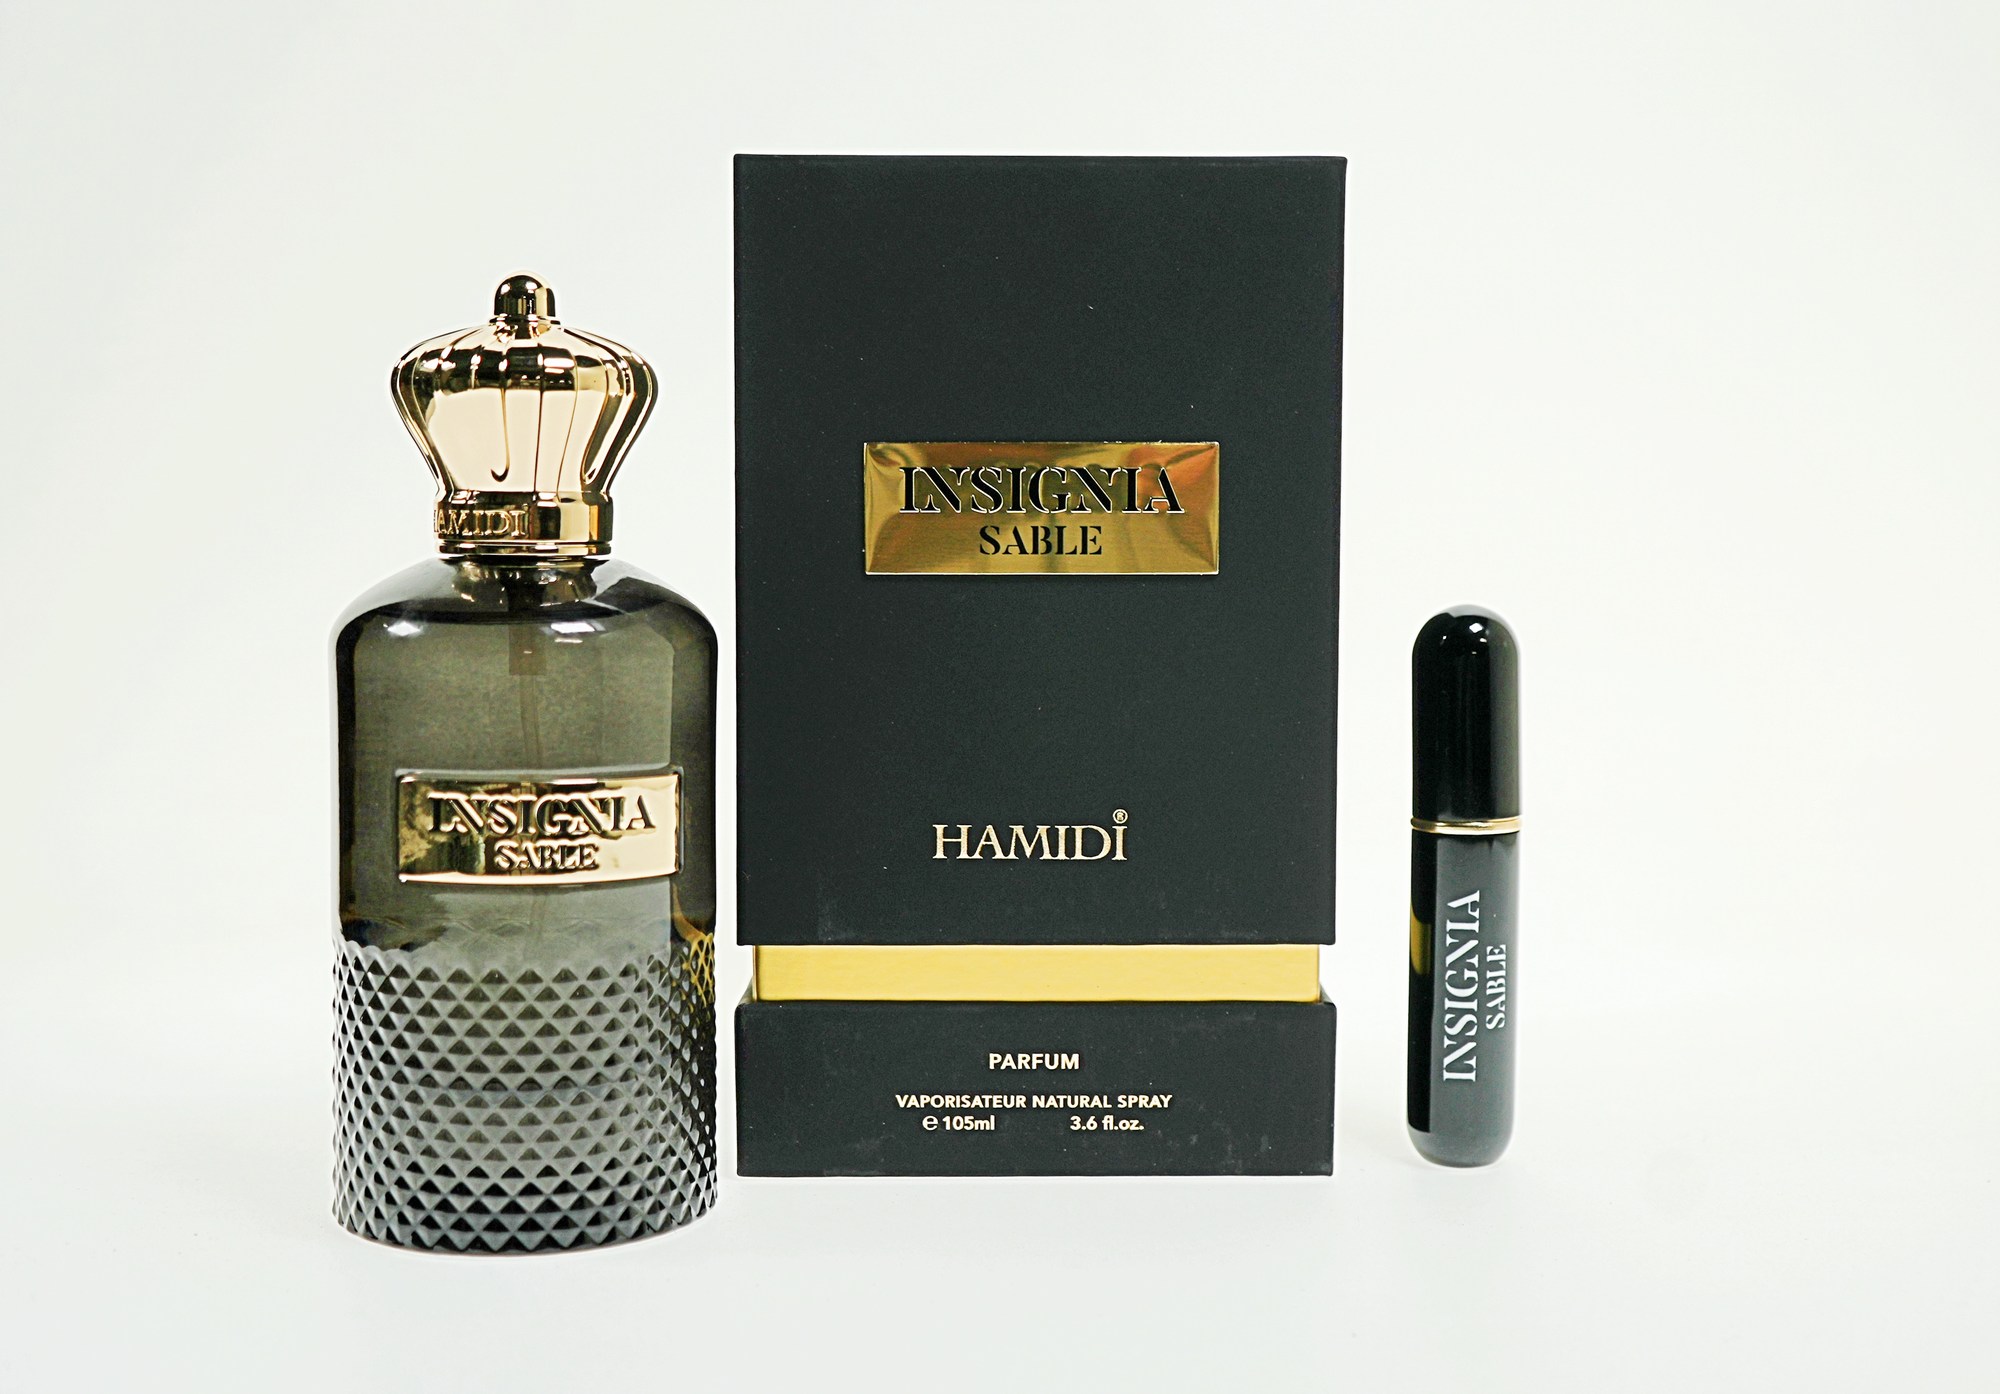 HAMIDI
INSIGNIA
SABLE
INSIGNIA
SABLE
HAMIDI®
PARFUM
VAPORISATEUR NATURAL SPRAY
℮ 105ml 3.6 fl.oz.
INSIGNIA
SABLE